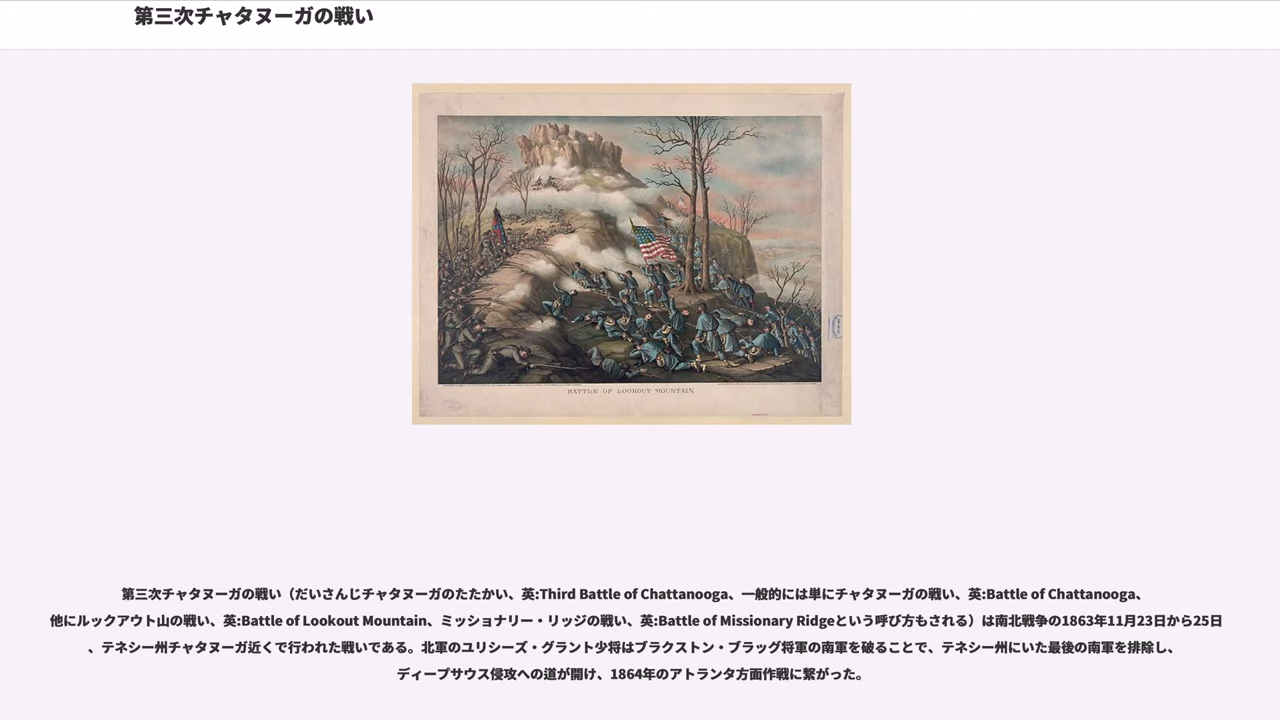 第三次チャタヌーガの戦い
BATTLE OF LOOKOUT MOUNTAIN.
第三次チャタヌーガの戦い（だいさんじチャタヌーガのたたかい、英:Third Battle of Chattanooga、一般的には単にチャタヌーガの戦い、英:Battle of Chattanooga、
他にルックアウト山の戦い、英:Battle of Lookout Mountain、ミッショナリー・リッジの戦い、英:Battle of Missionary Ridgeという呼び方もされる）は南北戦争の1863年11月23日から25日
、テネシー州チャタヌーガ近くで行われた戦いである。北軍のユリシーズ・グラント少将はブラクストン・ブラッグ将軍の南軍を破ることで、テネシー州にいた最後の南軍を排除し、
ディープサウス侵攻への道が開け、1864年のアトランタ方面作戦に繋がった。